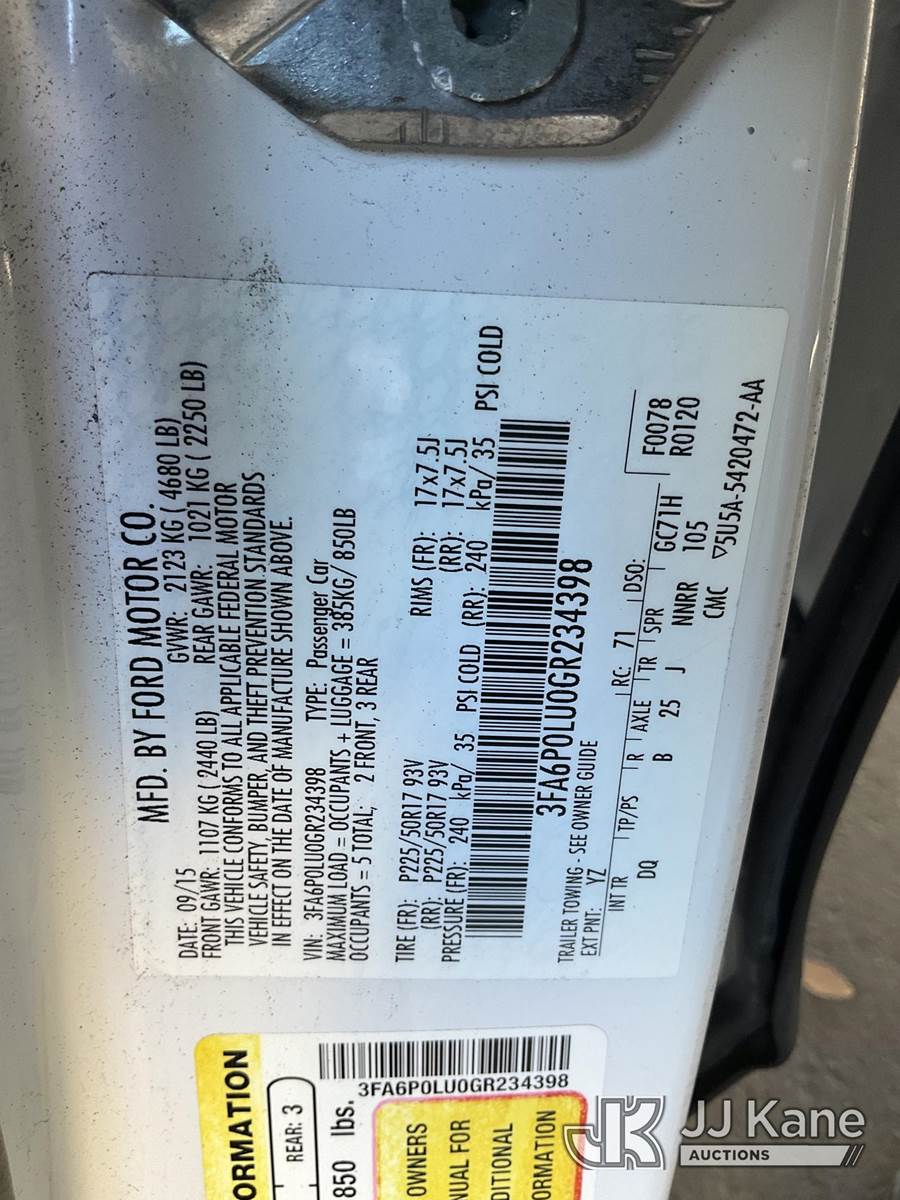 MFD. BY FORD MOTOR CO.
DATE: 09/15 GVWR: 2123 KG ( 4680 LB)
FRONT GAWR: 1107 KG ( 2440 LB) REAR GAWR: 1021 KG ( 2250 LB)
THIS VEHICLE CONFORMS TO ALL APPLICABLE FEDERAL MOTOR
VEHICLE SAFETY, BUMPER, AND THEFT PREVENTION STANDARDS
IN EFFECT ON THE DATE OF MANUFACTURE SHOWN ABOVE.
VIN: 3FA6P0LU0GR234398 TYPE: Passenger Car
MAXIMUM LOAD = OCCUPANTS + LUGGAGE = 385KG/ 850LB
OCCUPANTS = 5 TOTAL, 2 FRONT, 3 REAR
TIRE (FR): P225/50R17 93V RIMS (FR): 17x7.5J
(RR): P225/50R17 93V (RR): 17x7.5J
PRESSURE (FR): 240 kPa/ 35 PSI COLD (RR): 240 kPa/ 35 PSI COLD
3FA6P0LU0GR234398
TRAILER TOWING - SEE OWNER GUIDE
EXT PNT: YZ RC: 71 DSO: F0078
R0120
INT TR TP/PS R AXLE TR SPR GC71H
DQ B 25 J NNRR 105
CMC ▽5U5A-5420472-AA
ORMATION
REAR: 3
850 lbs.
3FA6P0LU0GR234398
OWNERS
NUAL FOR
DITIONAL
ORMATION
JK JJ Kane
AUCTIONS